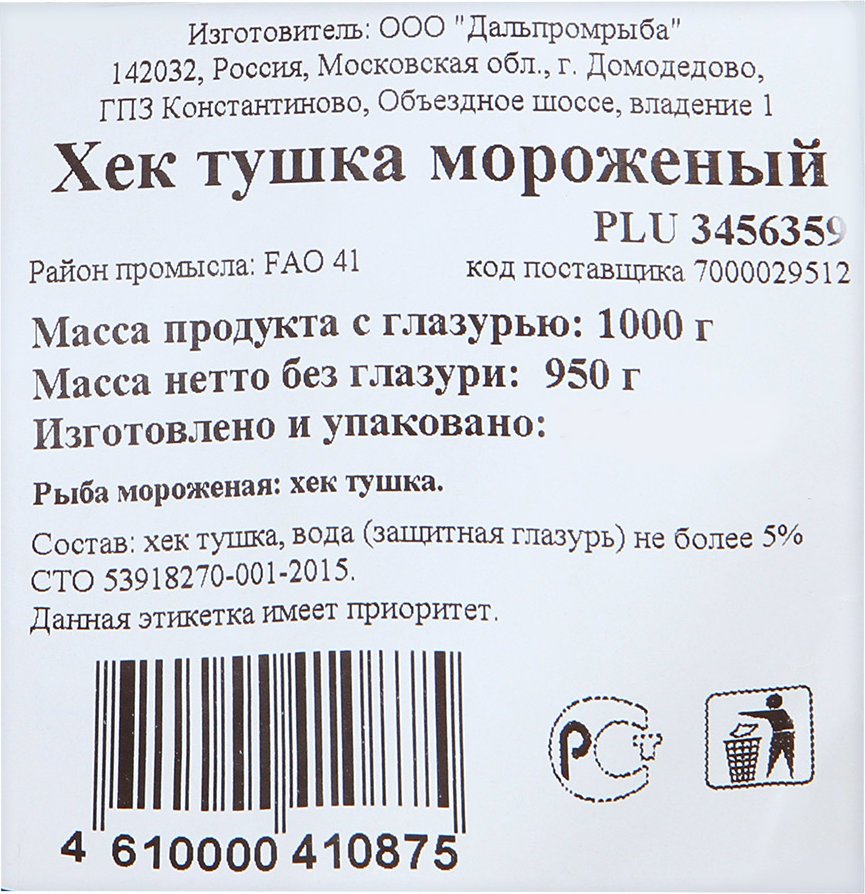 Изготовитель: ООО "Дальпромрыба"
142032, Россия, Московская обл., г. Домодедово,
ГПЗ Константиново, Объездное шоссе, владение 1
Хек тушка мороженый
PLU 3456359
Район промысла: FAO 41
код поставщика 7000029512
Масса продукта с глазурью: 1000 г
Масса нетто без глазури: 950 г
Изготовлено и упаковано:
Рыба мороженая: хек тушка.
Состав: хек тушка, вода (защитная глазурь) не более 5%
СТО 53918270-001-2015.
Данная этикетка имеет приоритет.
РСТ
4 610000 410875